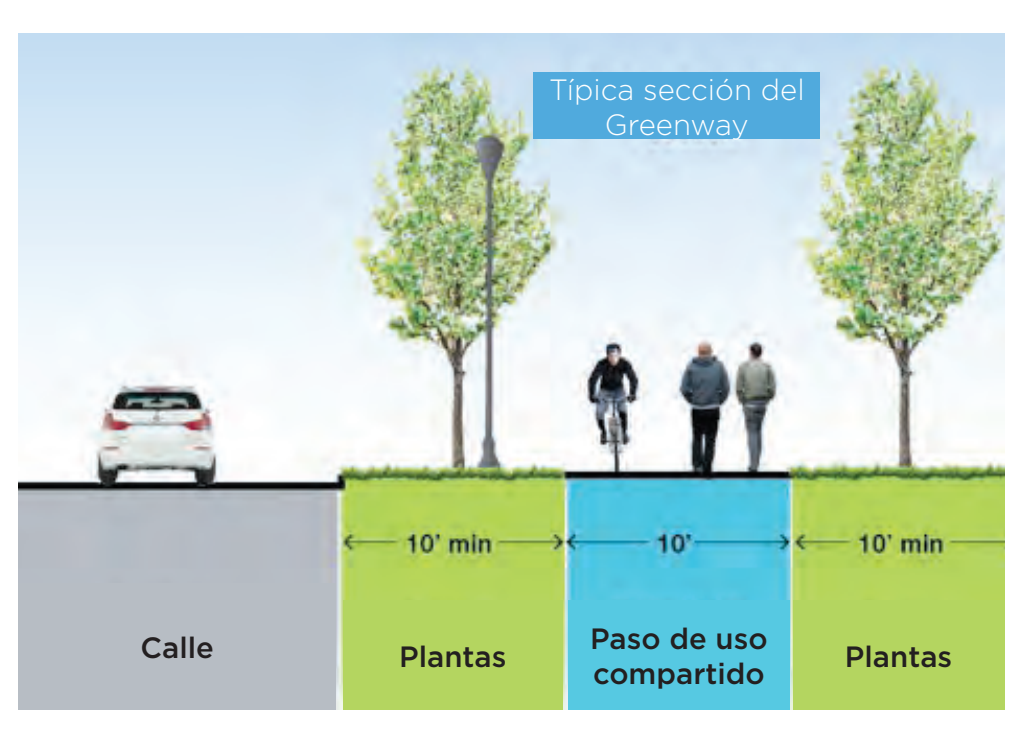 Típica sección del
Greenway
10' min
10'
10' min
Calle
Plantas
Paso de uso
compartido
Plantas